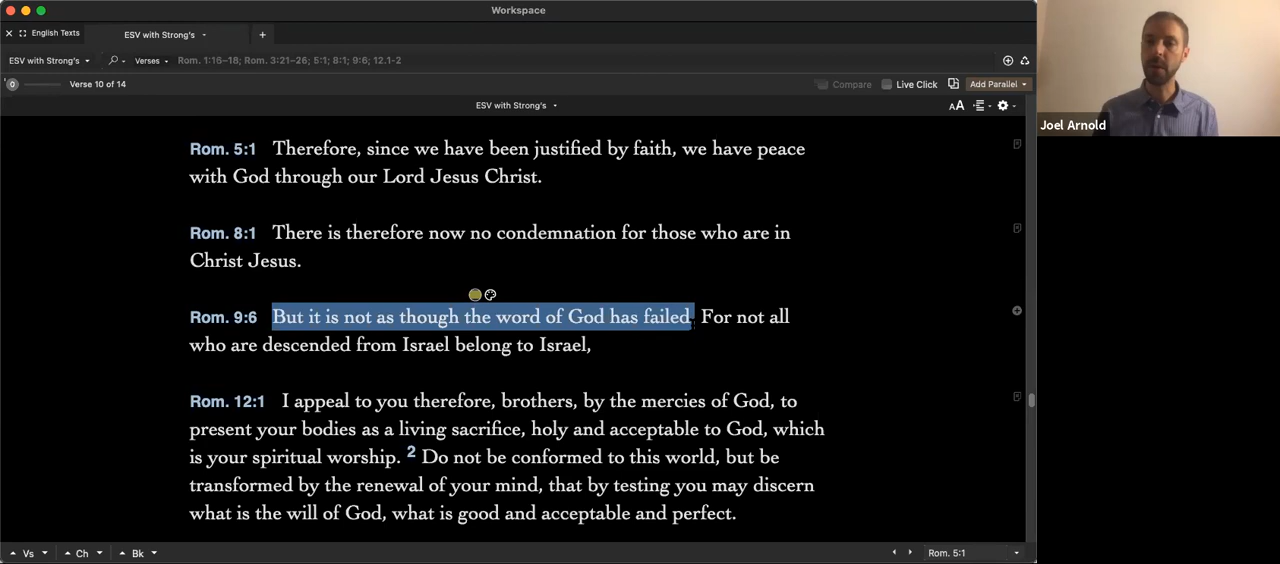 Workspace
English Texts
ESV with Strong's
ESV with Strong's
Verses
Rom. 1:16–18; Rom. 3:21–26; 5:1; 8:1; 9:6; 12.1-2
Verse 10 of 14
Compare
Live Click
Add Parallel
ESV with Strong's
AA
Joel Arnold
Rom. 5:1 Therefore, since we have been justified by faith, we have peace
with God through our Lord Jesus Christ.
Rom. 8:1 There is therefore now no condemnation for those who are in
Christ Jesus.
Rom. 9:6 But it is not as though the word of God has failed. For not all
who are descended from Israel belong to Israel,
Rom. 12:1 I appeal to you therefore, brothers, by the mercies of God, to
present your bodies as a living sacrifice, holy and acceptable to God, which
is your spiritual worship. 2 Do not be conformed to this world, but be
transformed by the renewal of your mind, that by testing you may discern
what is the will of God, what is good and acceptable and perfect.
Vs
Ch
Bk
Rom. 5:1